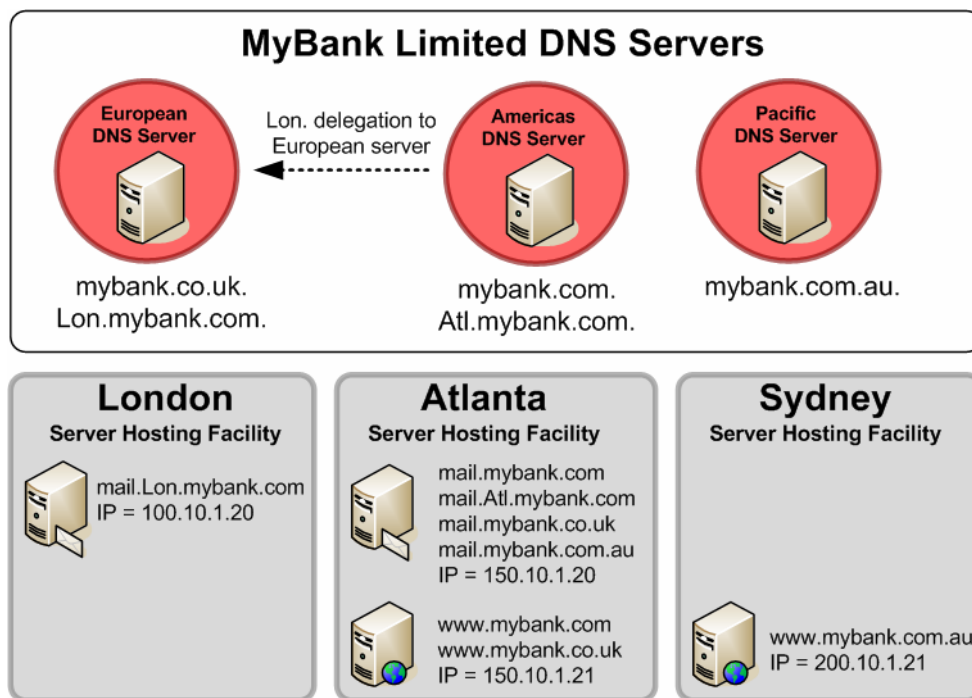 MyBank Limited DNS Servers
European
DNS Server
Lon. delegation to
European server
Americas
DNS Server
Pacific
DNS Server
mybank.co.uk.
Lon.mybank.com.
mybank.com.
Atl.mybank.com.
mybank.com.au.
London
Server Hosting Facility
mail.Lon.mybank.com
IP = 100.10.1.20
Atlanta
Server Hosting Facility
mail.mybank.com
mail.Atl.mybank.com
mail.mybank.co.uk
mail.mybank.com.au
IP = 150.10.1.20
www.mybank.com
www.mybank.co.uk
IP = 150.10.1.21
Sydney
Server Hosting Facility
www.mybank.com.au
IP = 200.10.1.21